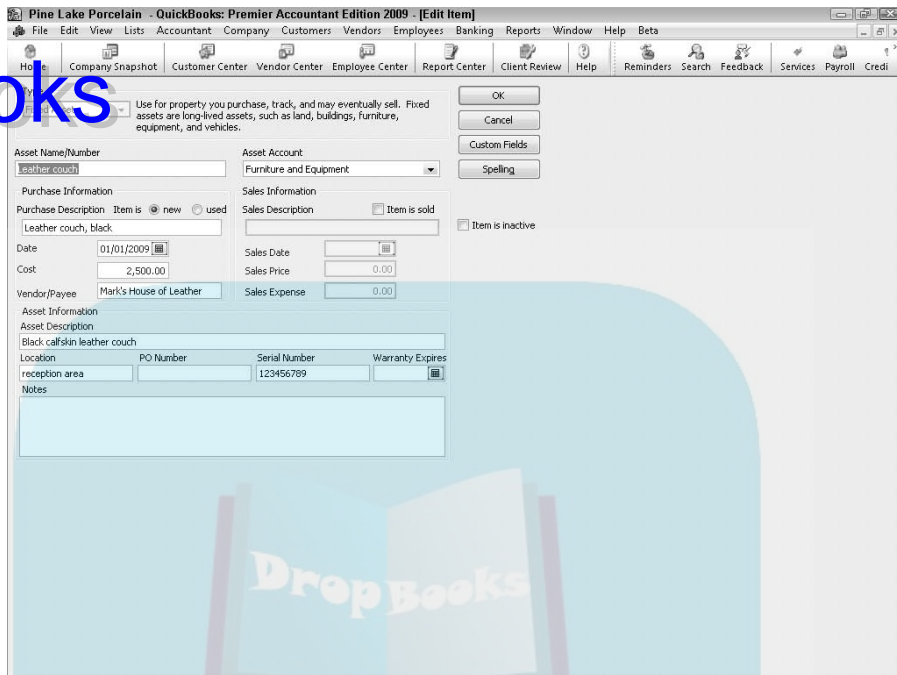 Pine Lake Porcelain - QuickBooks: Premier Accountant Edition 2009 - [Edit Item]
File Edit View Lists Accountant Company Customers Vendors Employees Banking Reports Window Help Beta
Home Company Snapshot Customer Center Vendor Center Employee Center Report Center Client Review Help Reminders Search Feedback Services Payroll Credi
oks
Type
Use for property you purchase, track, and may eventually sell. Fixed
assets are long-lived assets, such as land, buildings, furniture,
equipment, and vehicles.
OK
Cancel
Custom Fields
Spelling
Item is inactive
Asset Name/Number
Leather couch
Asset Account
Furniture and Equipment
Purchase Information
Purchase Description Item is new used
Leather couch, black
Date 01/01/2009
Cost 2,500.00
Vendor/Payee Mark's House of Leather
Sales Information
Sales Description Item is sold
Sales Date
Sales Price 0.00
Sales Expense 0.00
Asset Information
Asset Description
Black calfskin leather couch
Location PO Number Serial Number Warranty Expires
reception area 123456789
Notes
DropBooks